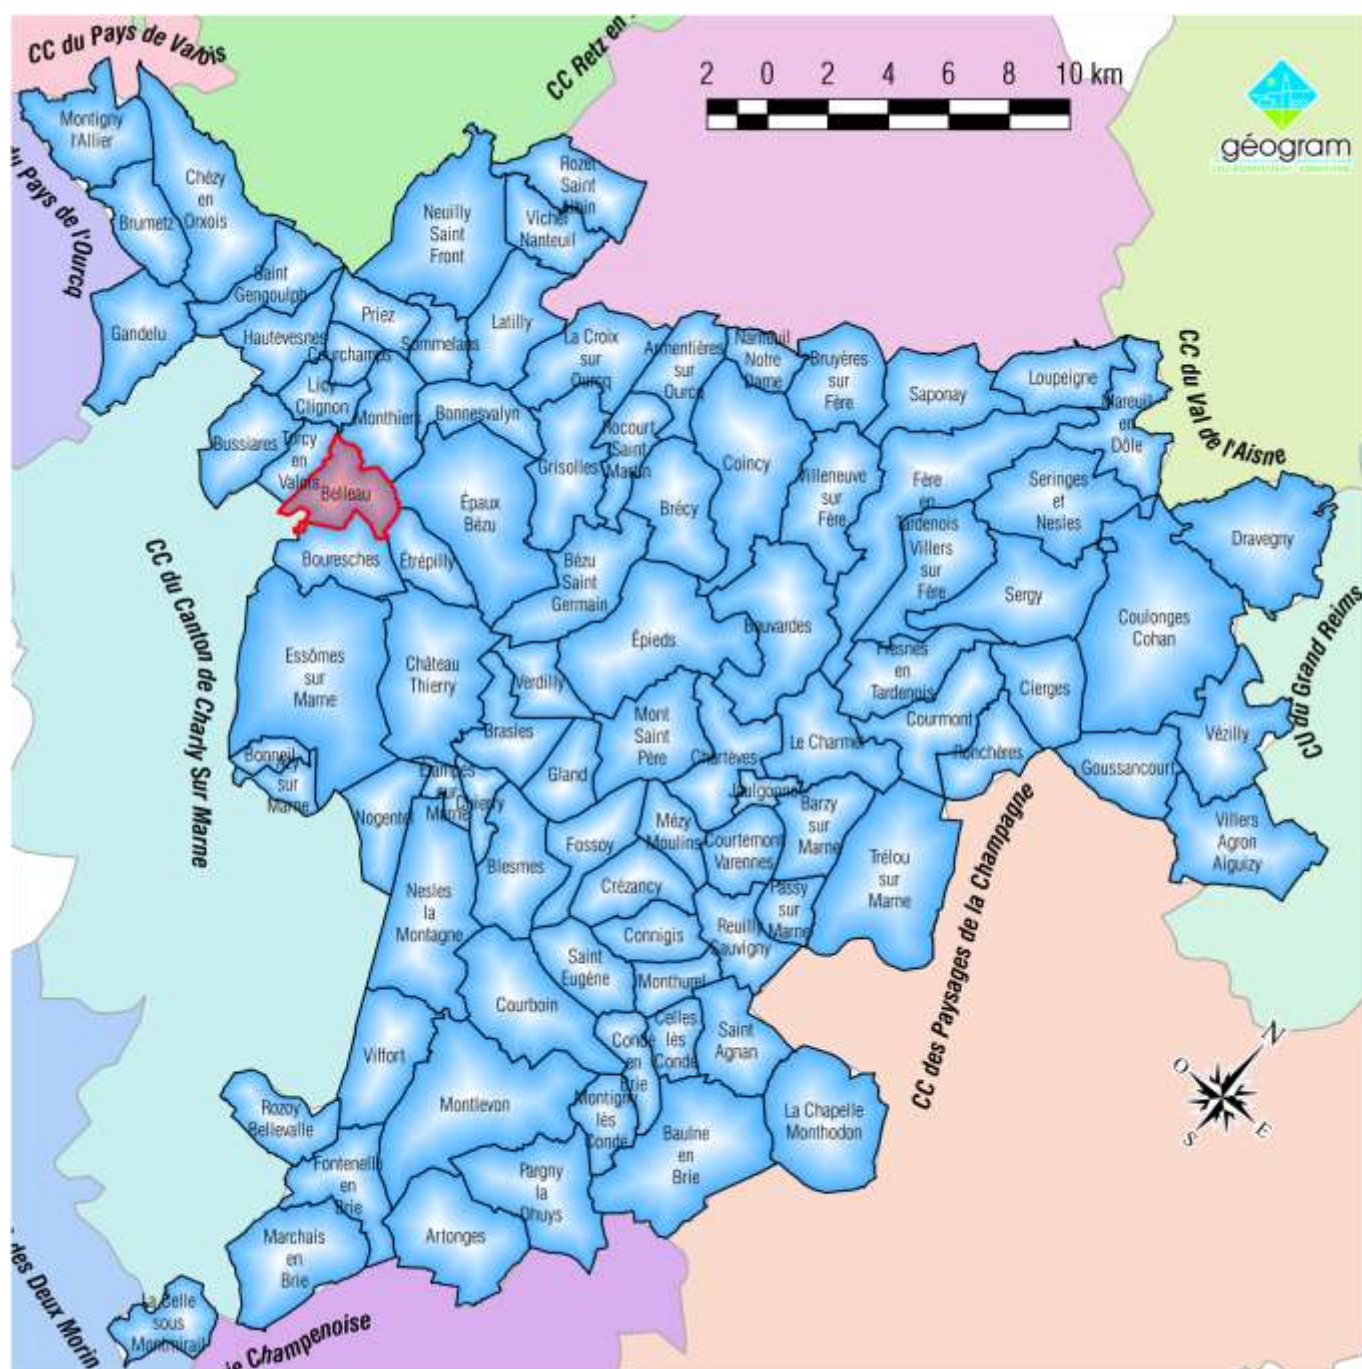 CC du Pays de Valois
CC Retz en
2 0 2 4 6 8 10 km
géogram
Montigny
l'Allier
Chézy
en
Orxois
Brumetz
du Pays de l'Ourcq
Gandelu
Saint
Gengoulph
Neuilly
Saint
Front
Rozet
Saint
Albin
Vichel
Nanteuil
Hautevesnes
Priez
Courchamps
Sommelans
Latilly
La Croix
sur
Ourcq
Armentières
sur
Ourcq
Nanteuil
Notre
Dame
Bruyères
sur
Fère
Saponay
Loupeigne
Mareuil
en
Dôle
CC du Val de l'Aisne
Licy
Clignon
Monthiers
Bonnesvalyn
Bussiares
Torcy
en
Valois
Belleau
Épaux
Bézu
Grisolles
Rocourt
Saint
Martin
Brécy
Coincy
Villeneuve
sur
Fère
Fère
en
Tardenois
Seringes
et
Nesles
Dravegny
Bouresches
Étrépilly
Bézu
Saint
Germain
Villers
sur
Fère
Sergy
Coulonges
Cohan
CC du Canton de Charly Sur Marne
Essômes
sur
Marne
Château
Thierry
Verdilly
Épieds
Beuvardes
Fresnes
en
Tardenois
Cierges
CU du Grand Reims
Brasles
Mont
Saint
Père
Chartèves
Le Charmel
Courmont
Ronchères
Goussancourt
Vézilly
Bonneil
sur
Marne
Gland
Jaulgonne
Nogentel
Étampes
sur
Marne
Chierry
Blesmes
Fossoy
Mézy
Moulins
Courtemont
Varennes
Barzy
sur
Marne
Trélou
sur
Marne
Villiers
Agron
Aiguizy
Nesles
la
Montagne
Crézancy
Connigis
Reuilly
Sauvigny
Passy
sur
Marne
CC des Paysages de la Champagne
Saint
Eugène
Monthurel
Courboin
Viffort
Condé
en
Brie
Celles
lès
Condé
Saint
Agnan
N
O
S
E
Rozoy
Bellevalle
Montlevon
Montigny
lès
Condé
Baulne
en
Brie
La Chapelle
Monthodon
Fontenelle
en
Brie
Pargny
la
Dhuys
Marchais
en
Brie
Artonges
La Celle
sous
Montmirail
des Deux Morin
ie Champenoise